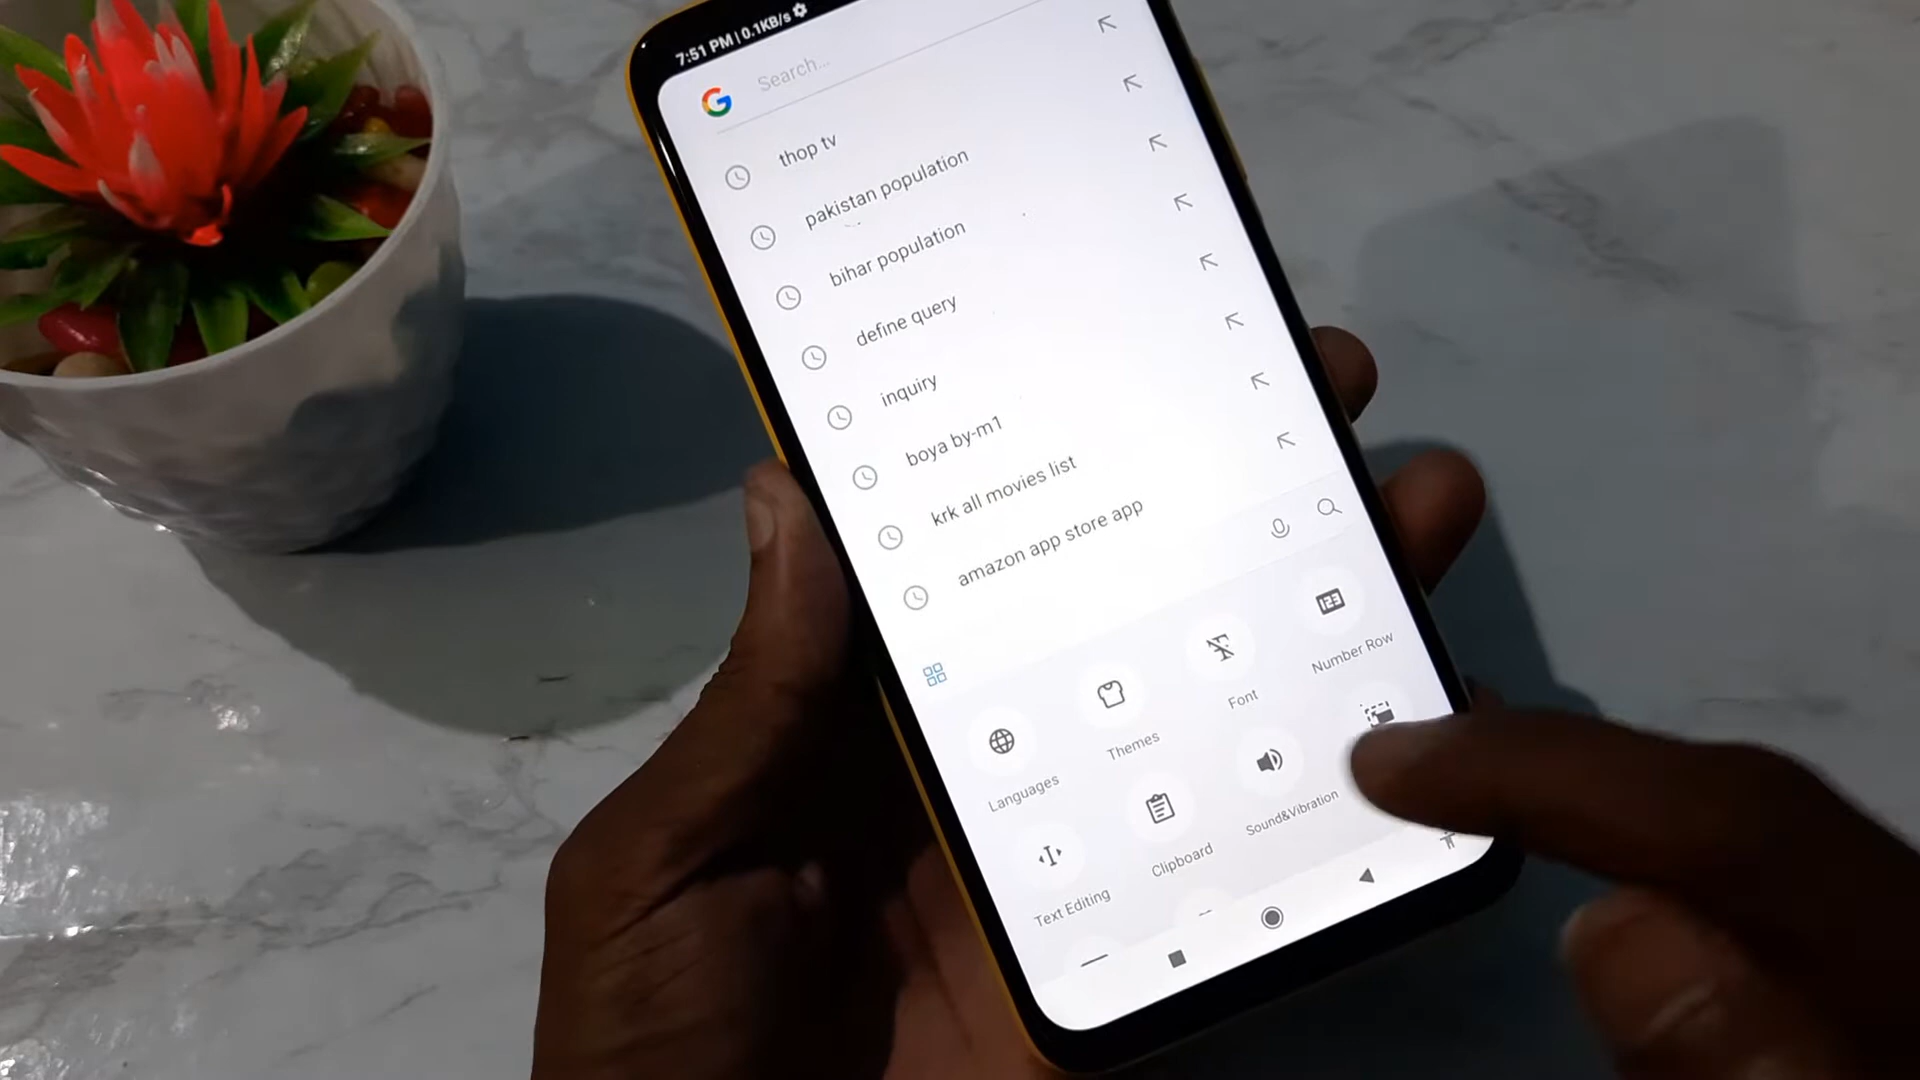 7:51 PM | 0.1KB/s
Search...
thop tv
pakistan population
bihar population
define query
inquiry
boya by-m1
krk all movies list
amazon app store app
123
Number Row
Font
Themes
Languages
Sound&Vibration
Clipboard
Text Editing